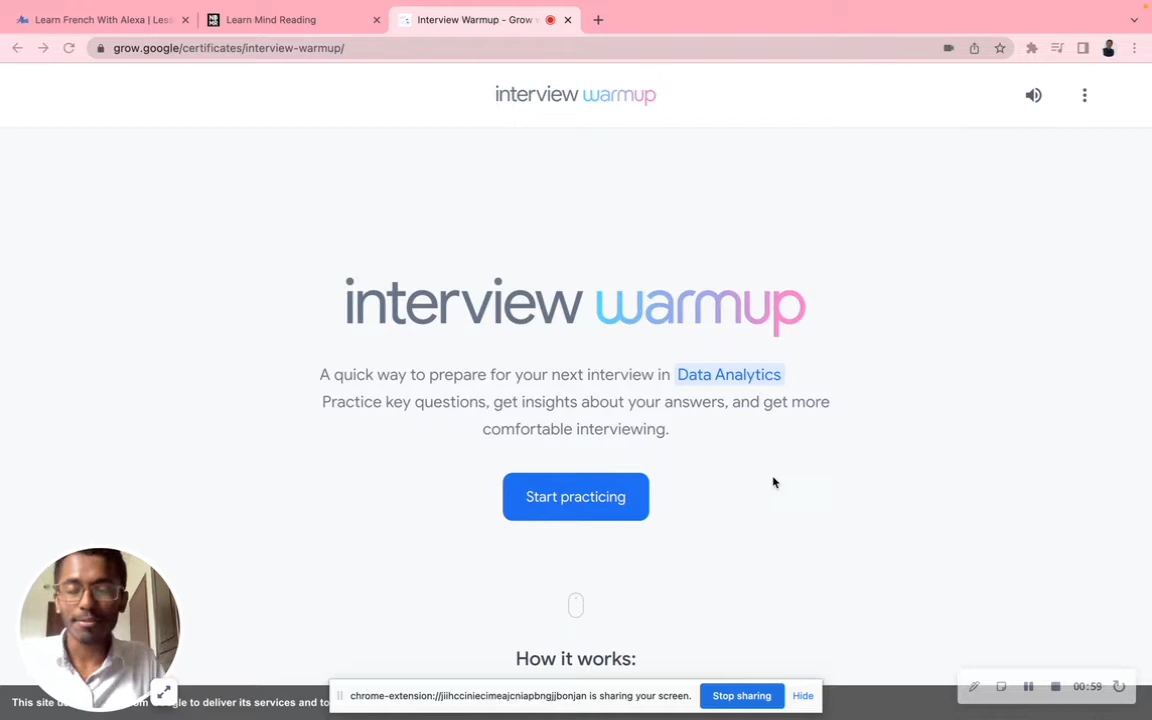 Learn French With Alexa | Less
Learn Mind Reading
Interview Warmup - Grow
grow.google/certificates/interview-warmup/
interview warmup
interview warmup
A quick way to prepare for your next interview in Data Analytics
Practice key questions, get insights about your answers, and get more
comfortable interviewing.
Start practicing
How it works:
This site
to deliver its services and to
chrome-extension://jiihcciniecimeajcniapbngjjbonjan is sharing your screen.
Stop sharing
Hide
00:59